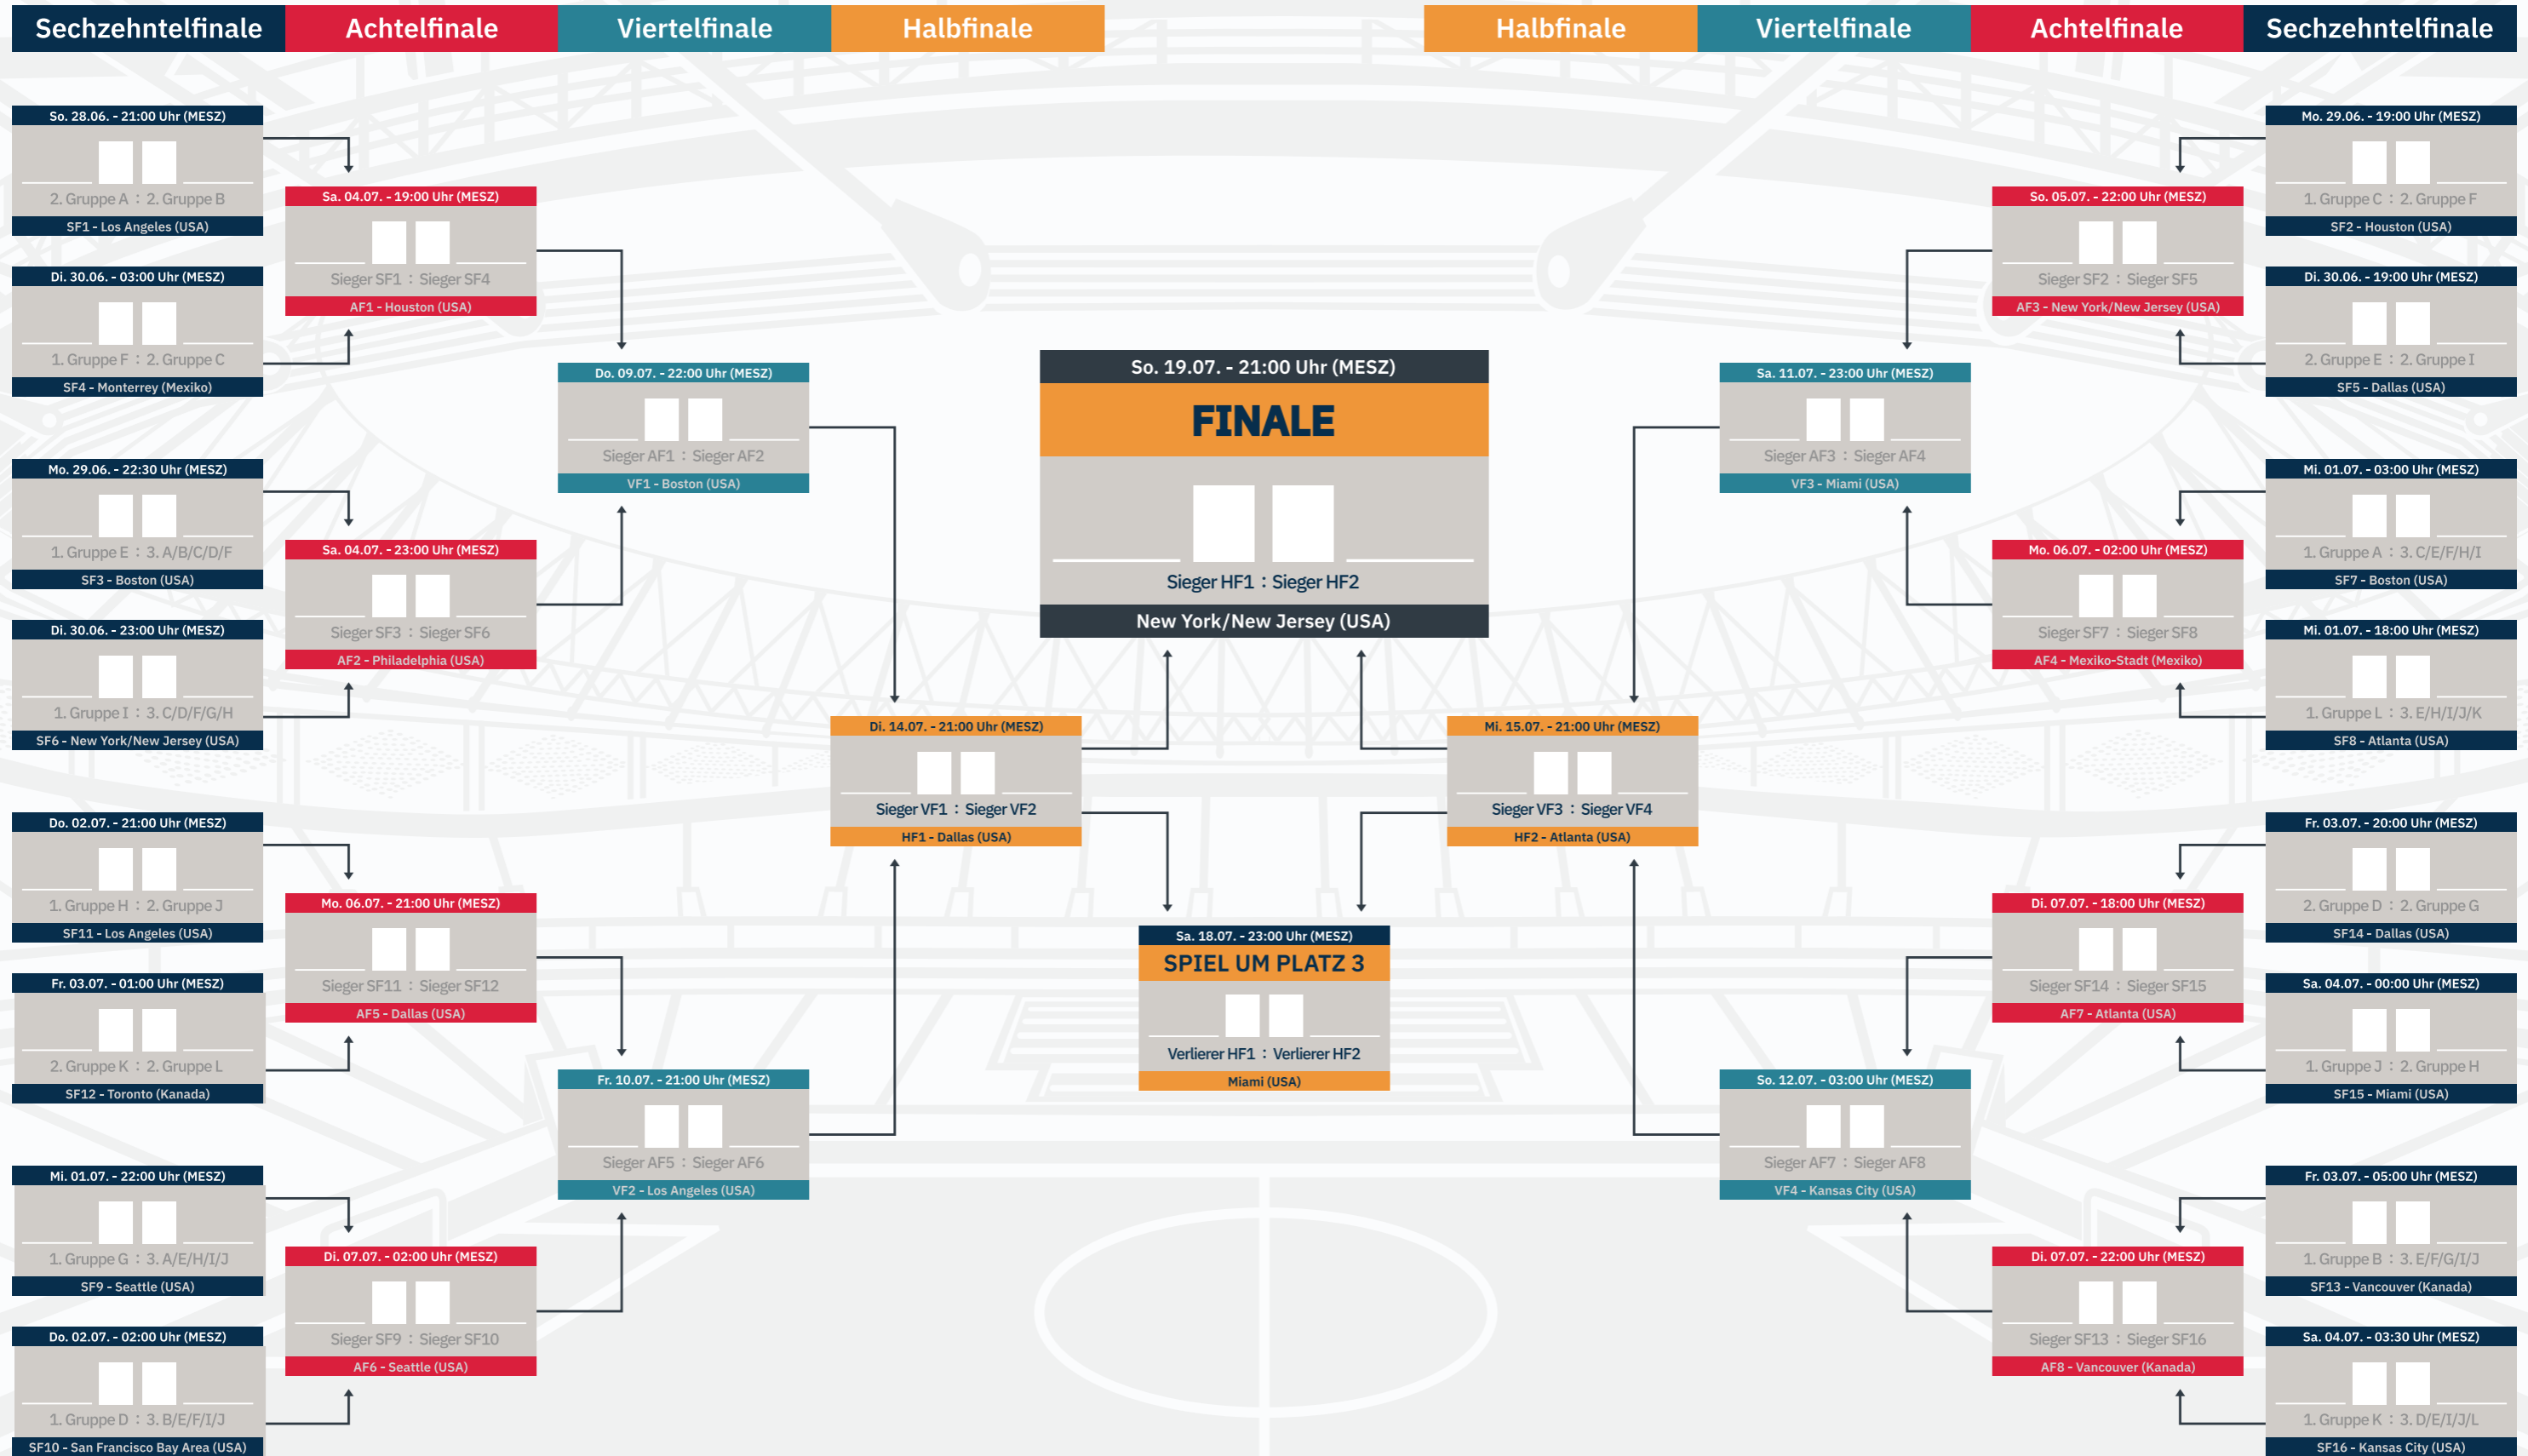 Sechzehntelfinale
Achtelfinale
Viertelfinale
Halbfinale
Halbfinale
Viertelfinale
Achtelfinale
Sechzehntelfinale
So. 28.06. - 21:00 Uhr (MESZ)
2. Gruppe A : 2. Gruppe B
SF1 - Los Angeles (USA)
Di. 30.06. - 03:00 Uhr (MESZ)
1. Gruppe F : 2. Gruppe C
SF4 - Monterrey (Mexiko)
Mo. 29.06. - 22:30 Uhr (MESZ)
1. Gruppe E : 3. A/B/C/D/F
SF3 - Boston (USA)
Di. 30.06. - 23:00 Uhr (MESZ)
1. Gruppe I : 3. C/D/F/G/H
SF6 - New York/New Jersey (USA)
Do. 02.07. - 21:00 Uhr (MESZ)
1. Gruppe H : 2. Gruppe J
SF11 - Los Angeles (USA)
Fr. 03.07. - 01:00 Uhr (MESZ)
2. Gruppe K : 2. Gruppe L
SF12 - Toronto (Kanada)
Mi. 01.07. - 22:00 Uhr (MESZ)
1. Gruppe G : 3. A/E/H/I/J
SF9 - Seattle (USA)
Do. 02.07. - 02:00 Uhr (MESZ)
1. Gruppe D : 3. B/E/F/I/J
SF10 - San Francisco Bay Area (USA)
Sa. 04.07. - 19:00 Uhr (MESZ)
Sieger SF1 : Sieger SF4
AF1 - Houston (USA)
Sa. 04.07. - 23:00 Uhr (MESZ)
Sieger SF3 : Sieger SF6
AF2 - Philadelphia (USA)
Mo. 06.07. - 21:00 Uhr (MESZ)
Sieger SF11 : Sieger SF12
AF5 - Dallas (USA)
Di. 07.07. - 02:00 Uhr (MESZ)
Sieger SF9 : Sieger SF10
AF6 - Seattle (USA)
Do. 09.07. - 22:00 Uhr (MESZ)
Sieger AF1 : Sieger AF2
VF1 - Boston (USA)
Fr. 10.07. - 21:00 Uhr (MESZ)
Sieger AF5 : Sieger AF6
VF2 - Los Angeles (USA)
Di. 14.07. - 21:00 Uhr (MESZ)
Sieger VF1 : Sieger VF2
HF1 - Dallas (USA)
So. 19.07. - 21:00 Uhr (MESZ)
FINALE
Sieger HF1 : Sieger HF2
New York/New Jersey (USA)
Sa. 18.07. - 23:00 Uhr (MESZ)
SPIEL UM PLATZ 3
Verlierer HF1 : Verlierer HF2
Miami (USA)
Mi. 15.07. - 21:00 Uhr (MESZ)
Sieger VF3 : Sieger VF4
HF2 - Atlanta (USA)
Sa. 11.07. - 23:00 Uhr (MESZ)
Sieger AF3 : Sieger AF4
VF3 - Miami (USA)
So. 12.07. - 03:00 Uhr (MESZ)
Sieger AF7 : Sieger AF8
VF4 - Kansas City (USA)
So. 05.07. - 22:00 Uhr (MESZ)
Sieger SF2 : Sieger SF5
AF3 - New York/New Jersey (USA)
Mo. 06.07. - 02:00 Uhr (MESZ)
Sieger SF7 : Sieger SF8
AF4 - Mexiko-Stadt (Mexiko)
Di. 07.07. - 18:00 Uhr (MESZ)
Sieger SF14 : Sieger SF15
AF7 - Atlanta (USA)
Di. 07.07. - 22:00 Uhr (MESZ)
Sieger SF13 : Sieger SF16
AF8 - Vancouver (Kanada)
Mo. 29.06. - 19:00 Uhr (MESZ)
1. Gruppe C : 2. Gruppe F
SF2 - Houston (USA)
Di. 30.06. - 19:00 Uhr (MESZ)
2. Gruppe E : 2. Gruppe I
SF5 - Dallas (USA)
Mi. 01.07. - 03:00 Uhr (MESZ)
1. Gruppe A : 3. C/E/F/H/I
SF7 - Boston (USA)
Mi. 01.07. - 18:00 Uhr (MESZ)
1. Gruppe L : 3. E/H/I/J/K
SF8 - Atlanta (USA)
Fr. 03.07. - 20:00 Uhr (MESZ)
2. Gruppe D : 2. Gruppe G
SF14 - Dallas (USA)
Sa. 04.07. - 00:00 Uhr (MESZ)
1. Gruppe J : 2. Gruppe H
SF15 - Miami (USA)
Fr. 03.07. - 05:00 Uhr (MESZ)
1. Gruppe B : 3. E/F/G/I/J
SF13 - Vancouver (Kanada)
Sa. 04.07. - 03:30 Uhr (MESZ)
1. Gruppe K : 3. D/E/I/J/L
SF16 - Kansas City (USA)